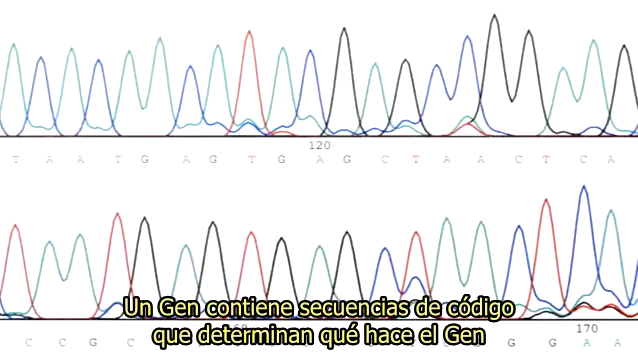 120
T A A T G A G T G A G C T A A C T C A
Un Gen contiene secuencias de código
que determinan qué hace el Gen
C C G C
G G A A
170